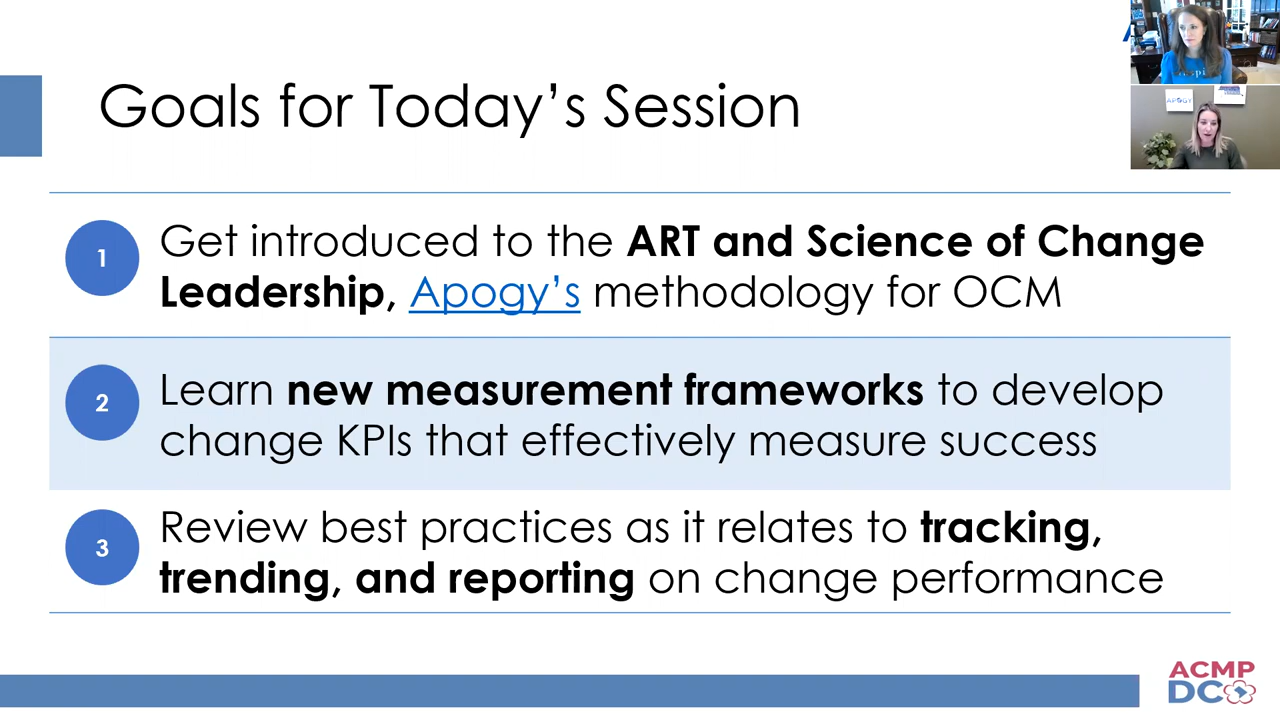 Goals for Today's Session
1
Get introduced to the ART and Science of Change
Leadership, Apogy's methodology for OCM
2
Learn new measurement frameworks to develop
change KPIs that effectively measure success
3
Review best practices as it relates to tracking,
trending, and reporting on change performance
APOGY
ACMP
DC